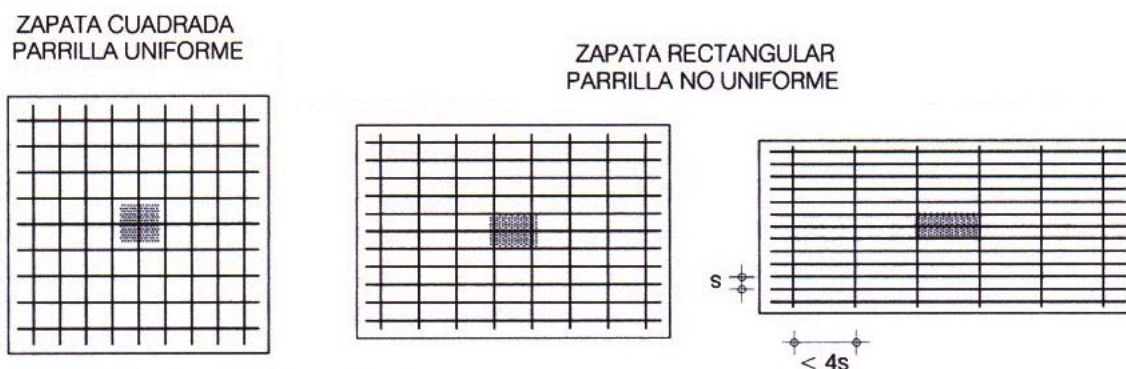 ZAPATA CUADRADA
PARRILLA UNIFORME
ZAPATA RECTANGULAR
PARRILLA NO UNIFORME
s
< 4s